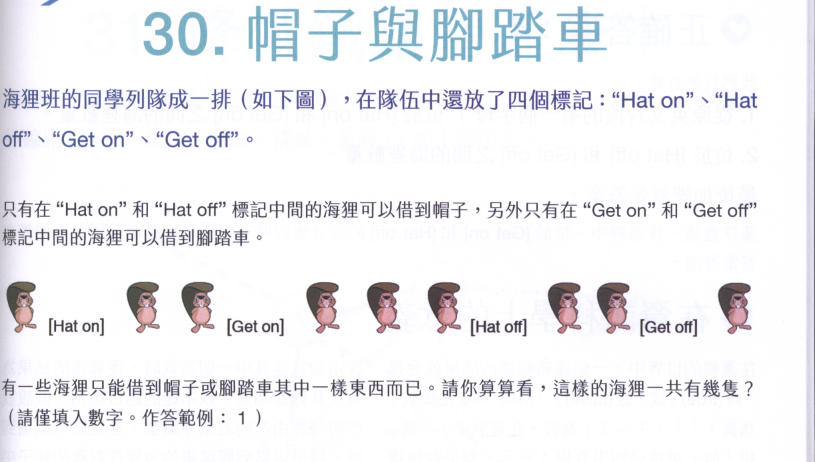 30. 帽子與腳踏車
海狸班的同學列隊成一排（如下圖），在隊伍中還放了四個標記：“Hat on”、“Hat
off”、“Get on”、“Get off”。
只有在 “Hat on” 和 “Hat off” 標記中間的海狸可以借到帽子，另外只有在 “Get on” 和 “Get off”
標記中間的海狸可以借到腳踏車。
[Hat on] [Get on] [Hat off] [Get off]
有一些海狸只能借到帽子或腳踏車其中一樣東西而已。請你算算看，這樣的海狸一共有幾隻？
（請僅填入數字。作答範例：1）